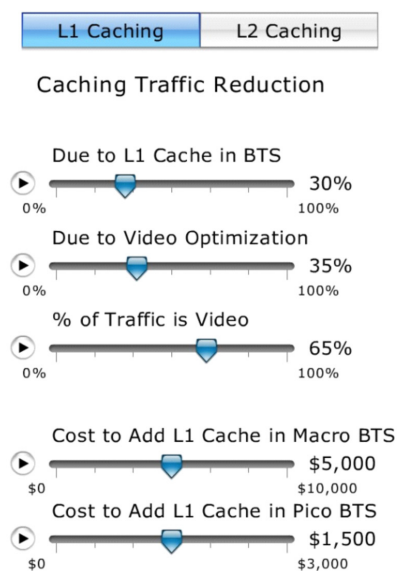 L1 Caching L2 Caching
Caching Traffic Reduction
Due to L1 Cache in BTS
30%
0% 100%
Due to Video Optimization
35%
0% 100%
% of Traffic is Video
65%
0% 100%
Cost to Add L1 Cache in Macro BTS
$5,000
$0 $10,000
Cost to Add L1 Cache in Pico BTS
$1,500
$0 $3,000